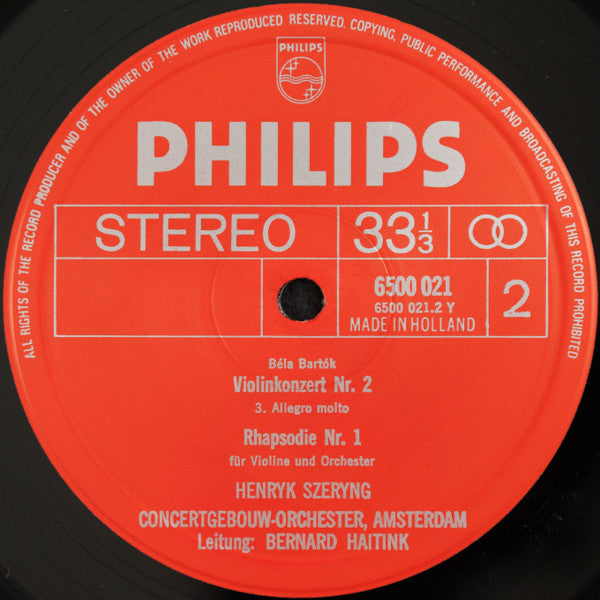 ALL RIGHTS OF THE RECORD PRODUCER AND OF THE OWNER OF THE WORK REPRODUCED RESERVED. COPYING, PUBLIC PERFORMANCE AND BROADCASTING OF THIS RECORD PROHIBITED
PHILIPS
PHILIPS
STEREO
33 1/3
6500 021
6500 021.2 Y
MADE IN HOLLAND
2
Béla Bartók
Violinkonzert Nr. 2
3. Allegro molto
Rhapsodie Nr. 1
für Violine und Orchester
HENRYK SZERYNG
CONCERTGEBOUW-ORCHESTER, AMSTERDAM
Leitung: BERNARD HAITINK